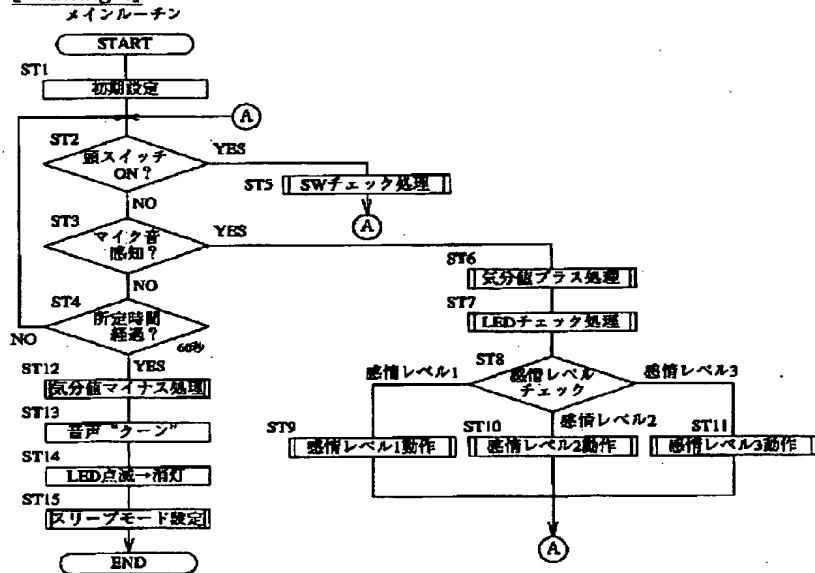 メインルーチン
START
ST1
初期設定
A
ST2
頭スイッチ
ON?
YES
ST5
SWチェック処理
A
NO
ST3
マイク音
感知?
YES
NO
ST4
所定時間
経過?
60秒
NO
YES
ST6
気分値プラス処理
ST7
LEDチェック処理
ST8
感情レベル
チェック
感情レベル1
感情レベル2
感情レベル3
ST9
感情レベル1動作
ST10
感情レベル2動作
ST11
感情レベル3動作
A
ST12
気分値マイナス処理
ST13
音声"クーン"
ST14
LED点滅→消灯
ST15
スリープモード設定
END